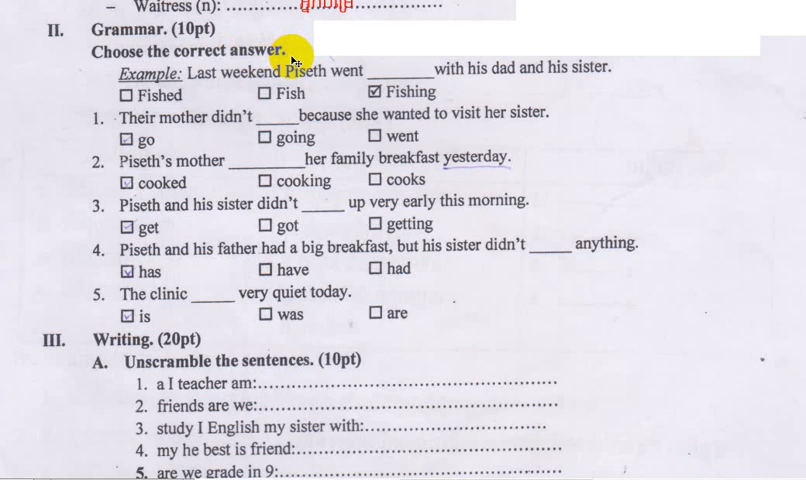 – Waitress (n): ..............................................
II. Grammar. (10pt)
Choose the correct answer.
Example: Last weekend Piseth went ________ with his dad and his sister.
☐ Fished ☐ Fish ☑ Fishing
1. Their mother didn't _____ because she wanted to visit her sister.
☑ go ☐ going ☐ went
2. Piseth's mother _________ her family breakfast yesterday.
☑ cooked ☐ cooking ☐ cooks
3. Piseth and his sister didn't _____ up very early this morning.
☑ get ☐ got ☐ getting
4. Piseth and his father had a big breakfast, but his sister didn't _____ anything.
☑ has ☐ have ☐ had
5. The clinic _____ very quiet today.
☑ is ☐ was ☐ are
III. Writing. (20pt)
A. Unscramble the sentences. (10pt)
1. a I teacher am:..............................................................
2. friends are we:..............................................................
3. study I English my sister with:.....................................
4. my he best is friend:......................................................
5. are we grade in 9:..........................................................